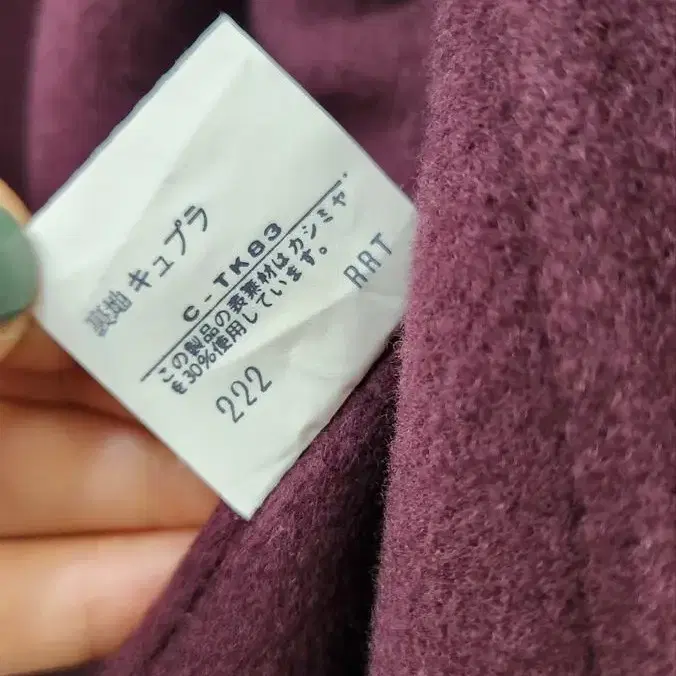 裏地 キュプラ
C-TK83
この製品の表素材はカシミヤ
を30%使用しています。
222
RRT